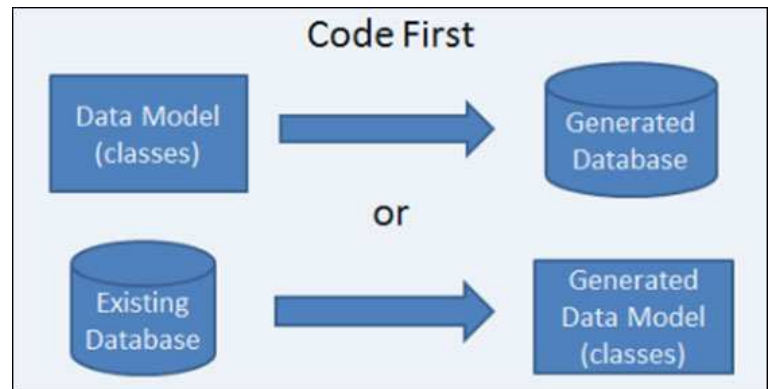 Code First
Data Model
(classes)
Generated
Database
or
Existing
Database
Generated
Data Model
(classes)